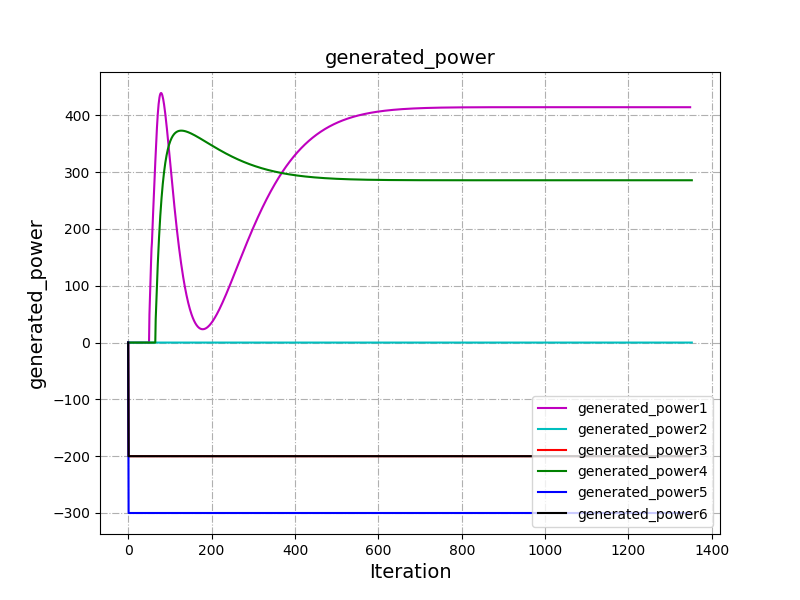 generated_power
generated_power
400
300
200
100
0
−100
−200
−300
generated_power1
generated_power2
generated_power3
generated_power4
generated_power5
generated_power6
0 200 400 600 800 1000 1200 1400
Iteration